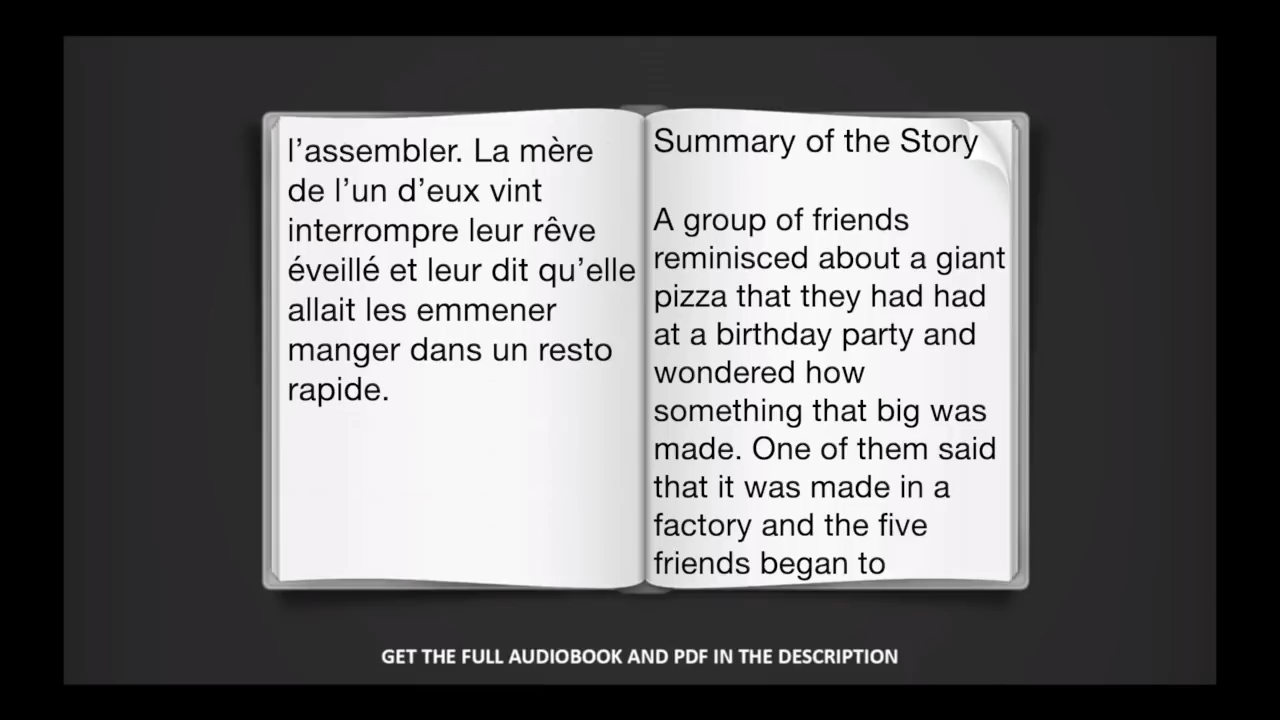 l’assembler. La mère
de l’un d’eux vint
interrompre leur rêve
éveillé et leur dit qu’elle
allait les emmener
manger dans un resto
rapide.
Summary of the Story
A group of friends
reminisced about a giant
pizza that they had had
at a birthday party and
wondered how
something that big was
made. One of them said
that it was made in a
factory and the five
friends began to
GET THE FULL AUDIOBOOK AND PDF IN THE DESCRIPTION